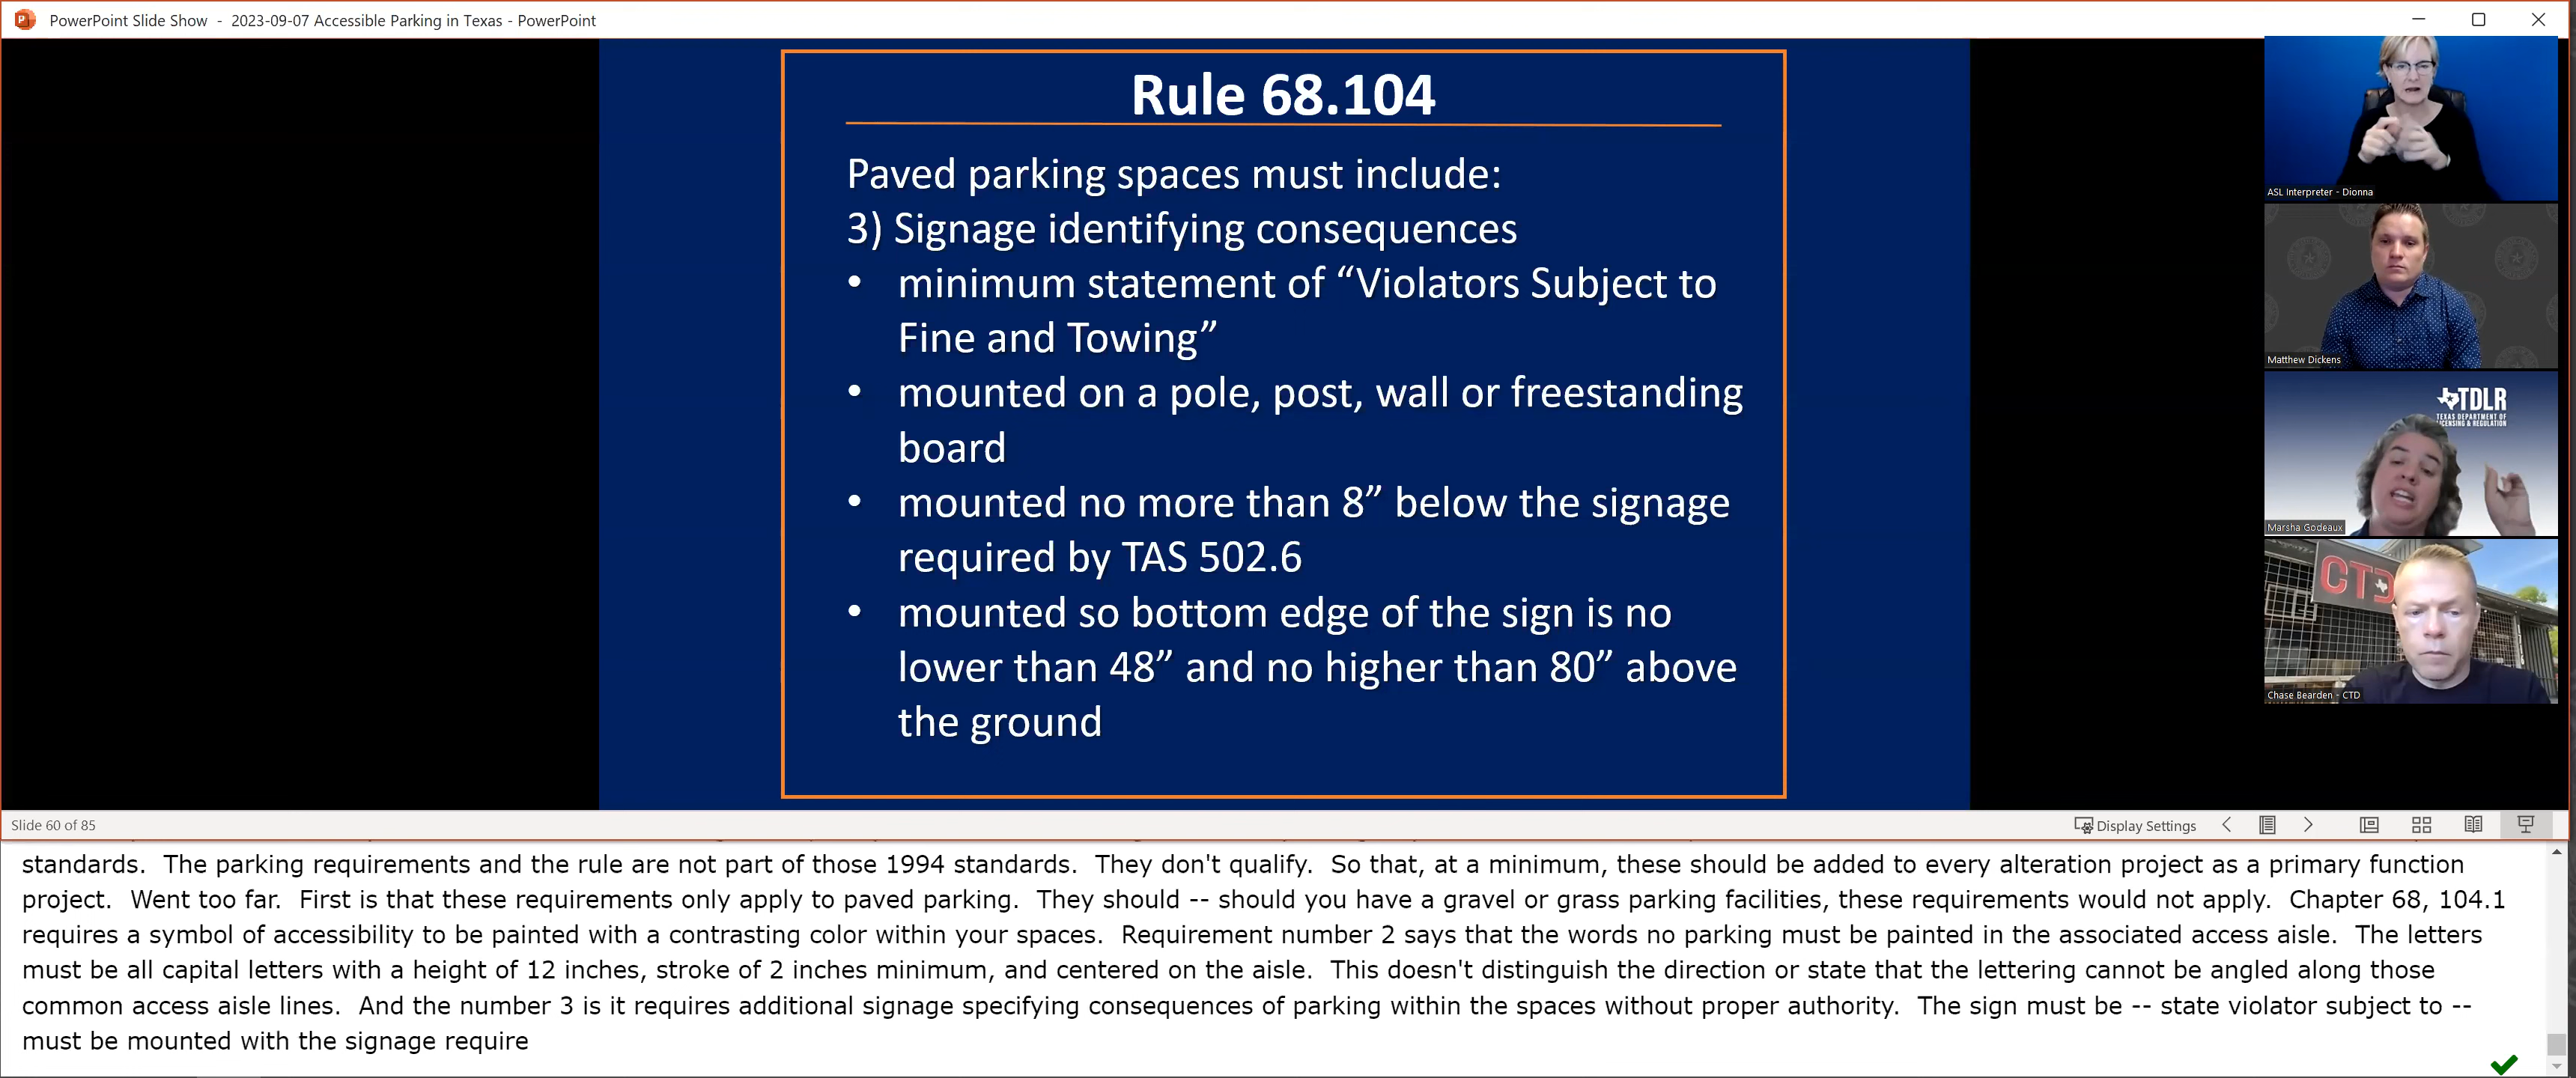 PowerPoint Slide Show - 2023-09-07 Accessible Parking in Texas - PowerPoint
Rule 68.104
Paved parking spaces must include:
3) Signage identifying consequences
• minimum statement of “Violators Subject to
Fine and Towing”
• mounted on a pole, post, wall or freestanding
board
• mounted no more than 8” below the signage
required by TAS 502.6
• mounted so bottom edge of the sign is no
lower than 48” and no higher than 80” above
the ground
ASL Interpreter - Dionna
Matthew Dickens
TDLR
TEXAS DEPARTMENT OF
LICENSING & REGULATION
Marsha Godeaux
CTD
Chase Bearden - CTD
Slide 60 of 85
Display Settings
standards. The parking requirements and the rule are not part of those 1994 standards. They don't qualify. So that, at a minimum, these should be added to every alteration project as a primary function
project. Went too far. First is that these requirements only apply to paved parking. They should -- should you have a gravel or grass parking facilities, these requirements would not apply. Chapter 68, 104.1
requires a symbol of accessibility to be painted with a contrasting color within your spaces. Requirement number 2 says that the words no parking must be painted in the associated access aisle. The letters
must be all capital letters with a height of 12 inches, stroke of 2 inches minimum, and centered on the aisle. This doesn't distinguish the direction or state that the lettering cannot be angled along those
common access aisle lines. And the number 3 is it requires additional signage specifying consequences of parking within the spaces without proper authority. The sign must be -- state violator subject to --
must be mounted with the signage require